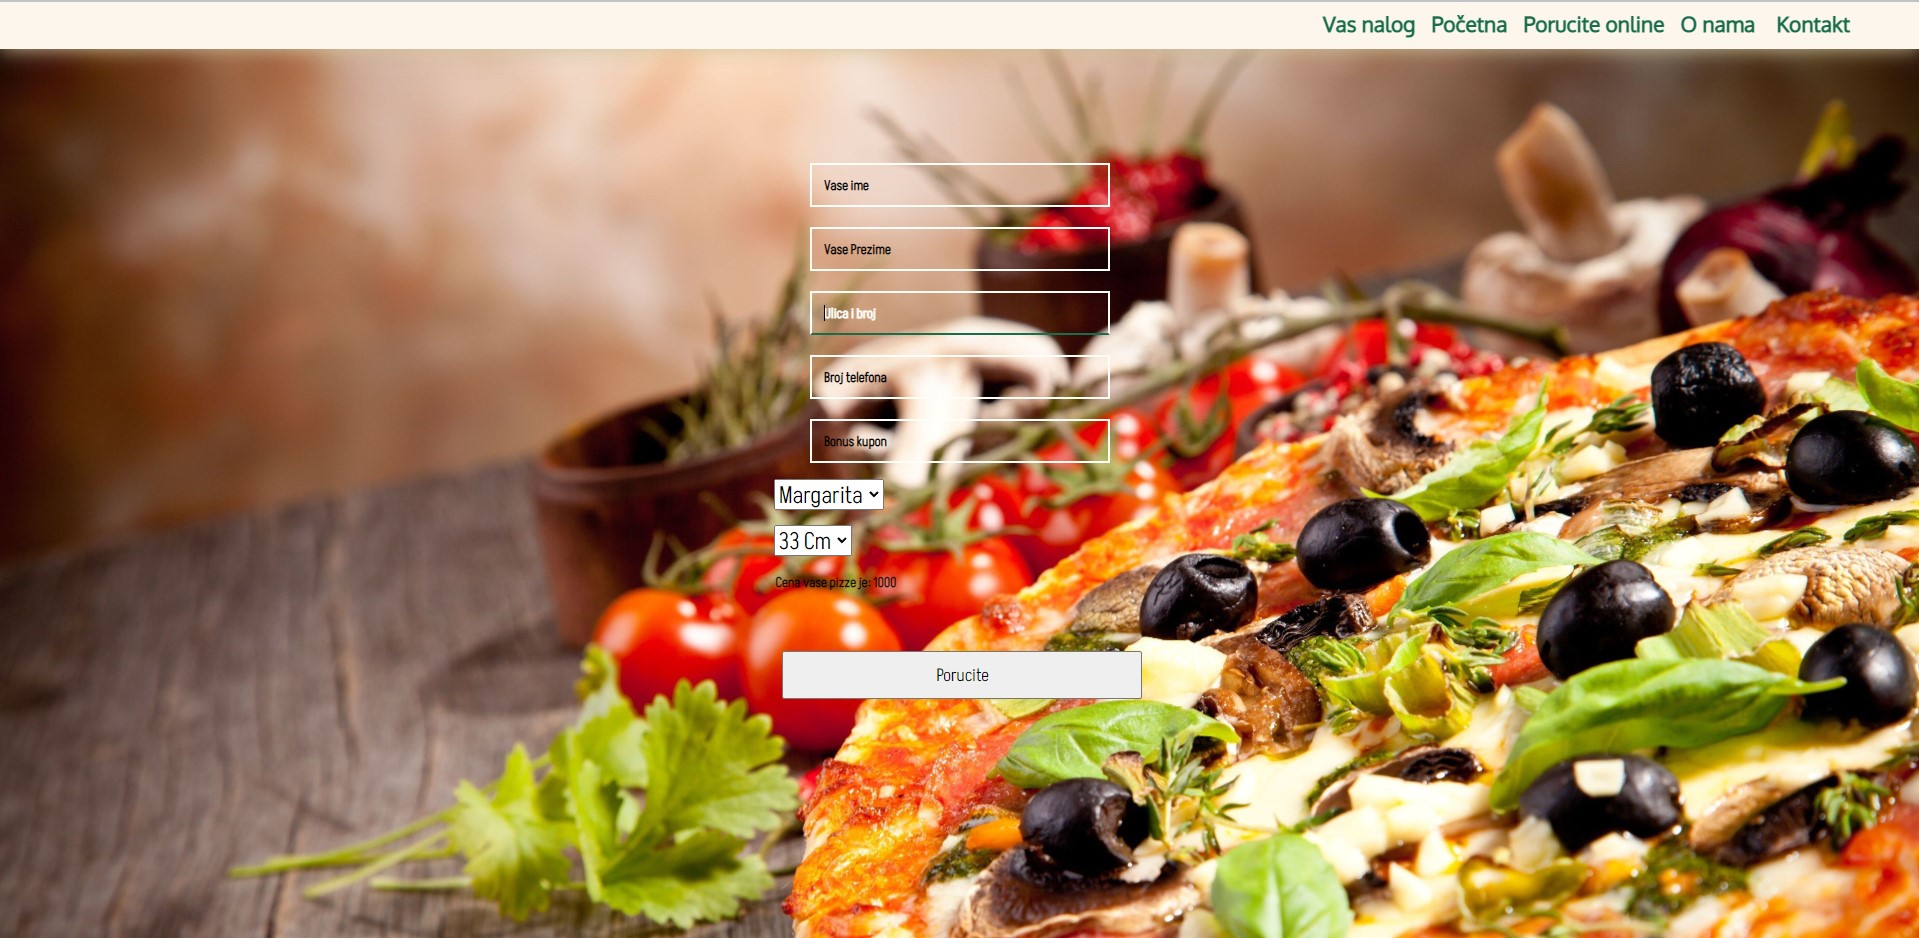 Vas nalog Početna Porucite online O nama Kontakt
Vase ime
Vase Prezime
Ulica i broj
Broj telefona
Bonus kupon
Margarita
33 Cm
Cena vase pizze je: 1000
Porucite